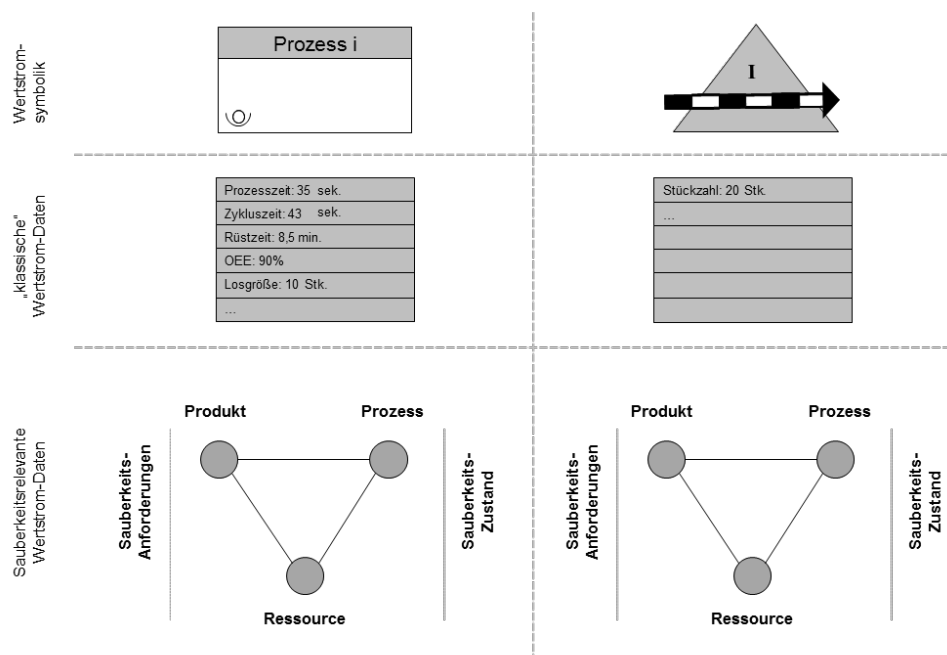 Wertstrom-
symbolik
Prozess i
I
„klassische“
Wertstrom-Daten
Prozesszeit: 35 sek.
Zykluszeit: 43 sek.
Rüstzeit: 8,5 min.
OEE: 90%
Losgröße: 10 Stk.
...
Stückzahl: 20 Stk.
...
Sauberkeitsrelevante
Wertstrom-Daten
Sauberkeits-
Anforderungen
Produkt
Prozess
Ressource
Sauberkeits-
Zustand
Sauberkeits-
Anforderungen
Produkt
Prozess
Ressource
Sauberkeits-
Zustand